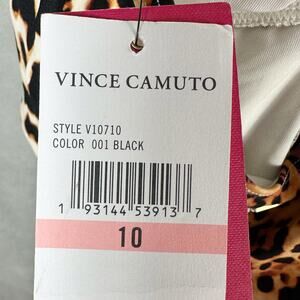 VINCE CAMUTO
STYLE V10710
COLOR 001 BLACK
1 93144 53913 7
10